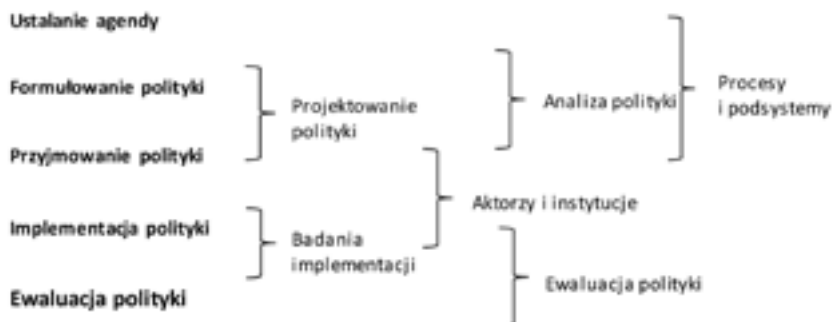 Ustalanie agendy
Formułowanie polityki
Projektowanie
polityki
Analiza polityki
Procesy
i podsystemy
Przyjmowanie polityki
Aktorzy i instytucje
Implementacja polityki
Badania
implementacji
Ewaluacja polityki
Ewaluacja polityki